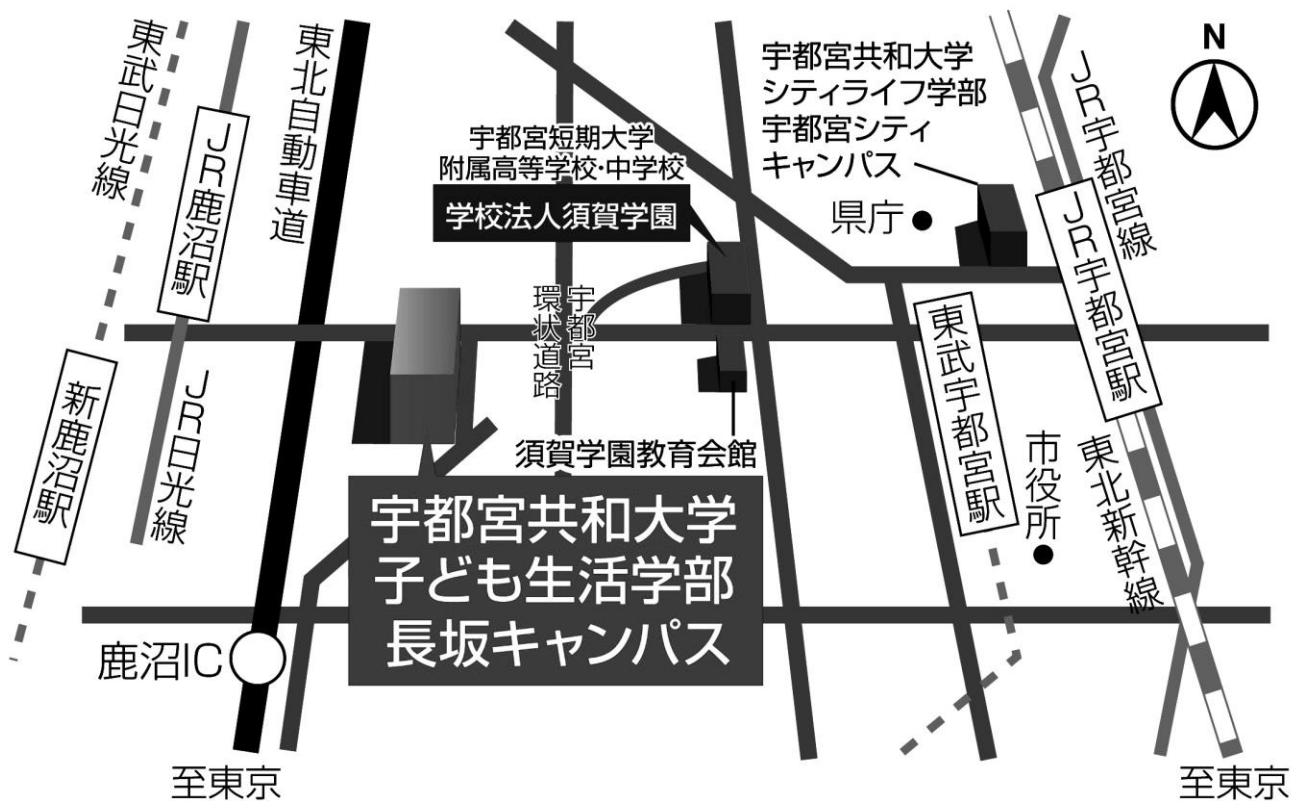 東武日光線
JR鹿沼駅
東北自動車道
宇都宮短期大学
附属高等学校・中学校
学校法人須賀学園
宇都宮共和大学
シティライフ学部
宇都宮シティ
キャンパス
県庁
JR宇都宮線
N
JR宇都宮駅
宇都宮
環状道路
新鹿沼駅
JR日光線
須賀学園教育会館
東武宇都宮駅
市役所
東北新幹線
宇都宮共和大学
子ども生活学部
長坂キャンパス
鹿沼IC
至東京
至東京